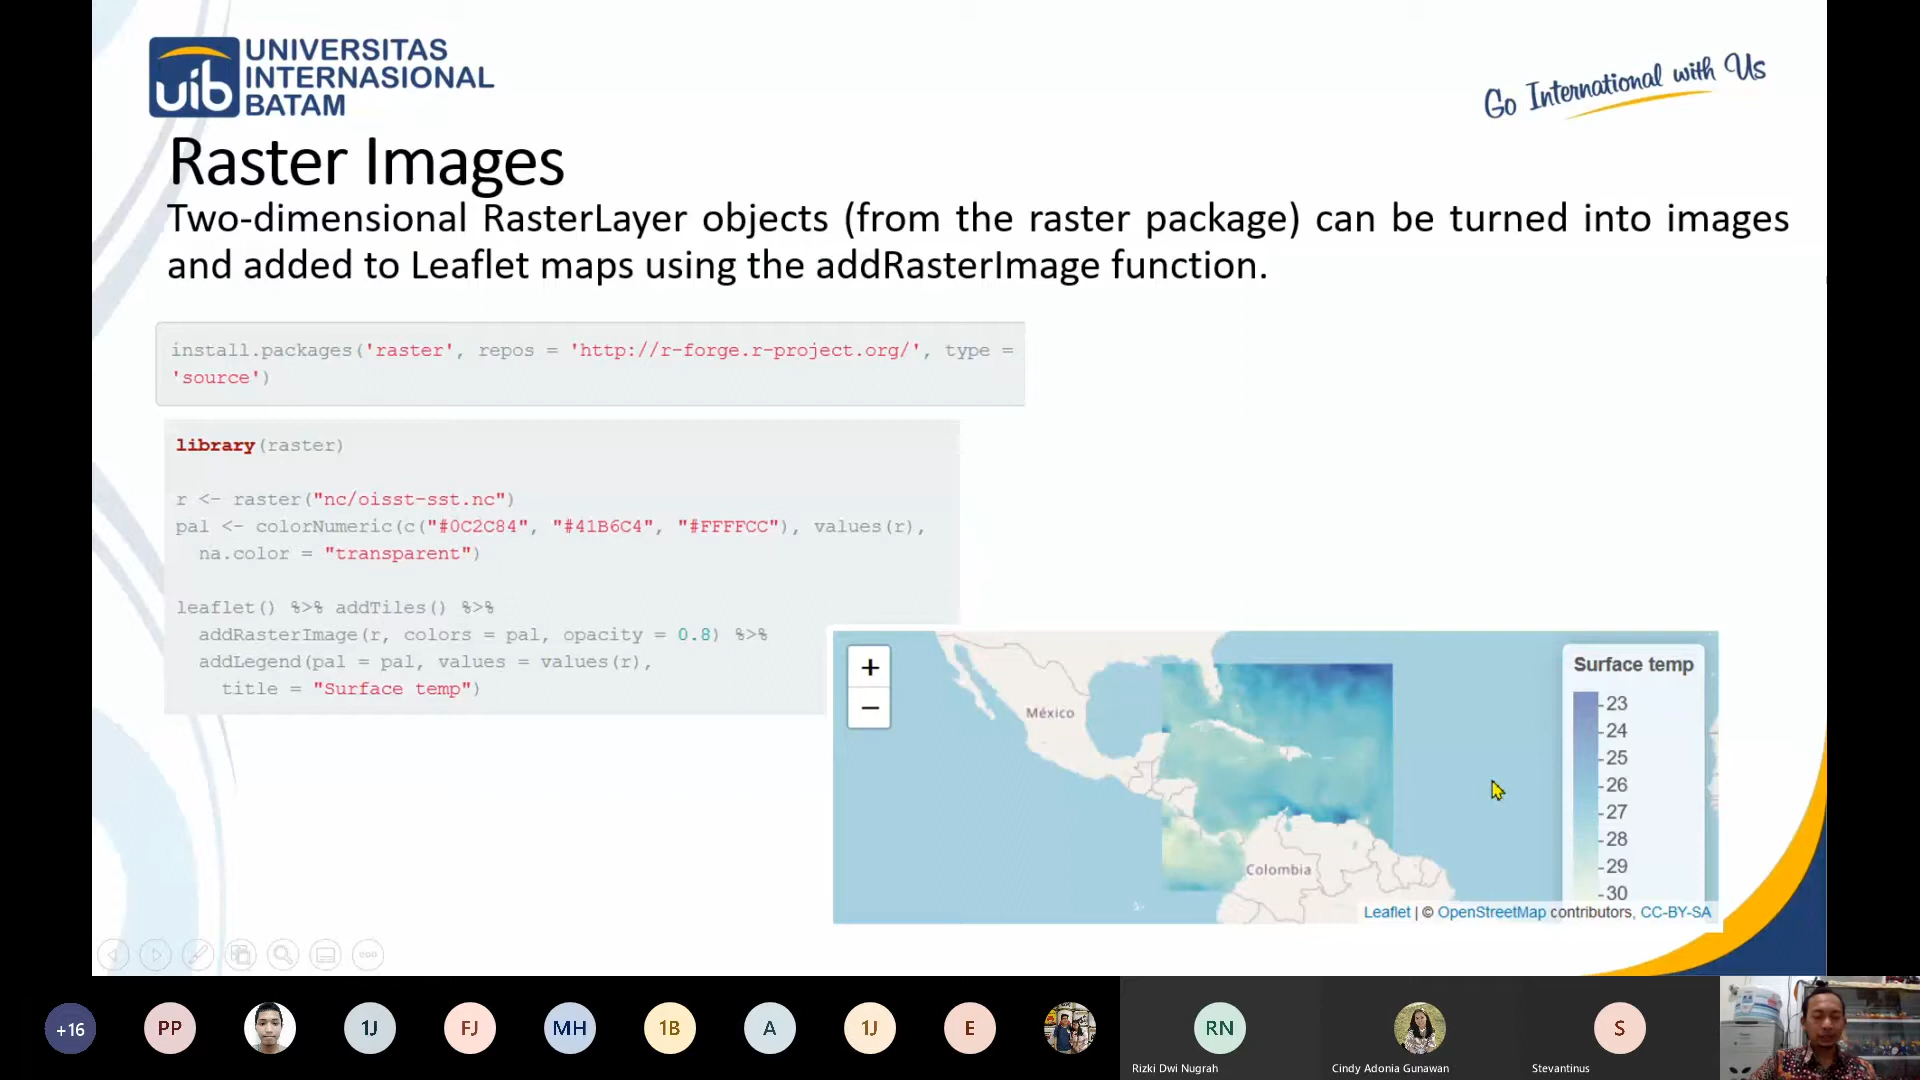 uib
UNIVERSITAS
INTERNASIONAL
BATAM
Go International with Us
Raster Images
Two-dimensional RasterLayer objects (from the raster package) can be turned into images
and added to Leaflet maps using the addRasterImage function.
install.packages('raster', repos = 'http://r-forge.r-project.org/', type =
'source')
library(raster)
r <- raster("nc/oisst-sst.nc")
pal <- colorNumeric(c("#0C2C84", "#41B6C4", "#FFFFCC"), values(r),
na.color = "transparent")
leaflet() %>% addTiles() %>%
addRasterImage(r, colors = pal, opacity = 0.8) %>%
addLegend(pal = pal, values = values(r),
title = "Surface temp")
+
−
México
Colombia
Surface temp
23
24
25
26
27
28
29
30
Leaflet | © OpenStreetMap contributors, CC-BY-SA
+16
PP
1J
FJ
MH
1B
A
1J
E
RN
S
Rizki Dwi Nugrah
Cindy Adonia Gunawan
Stevantinus